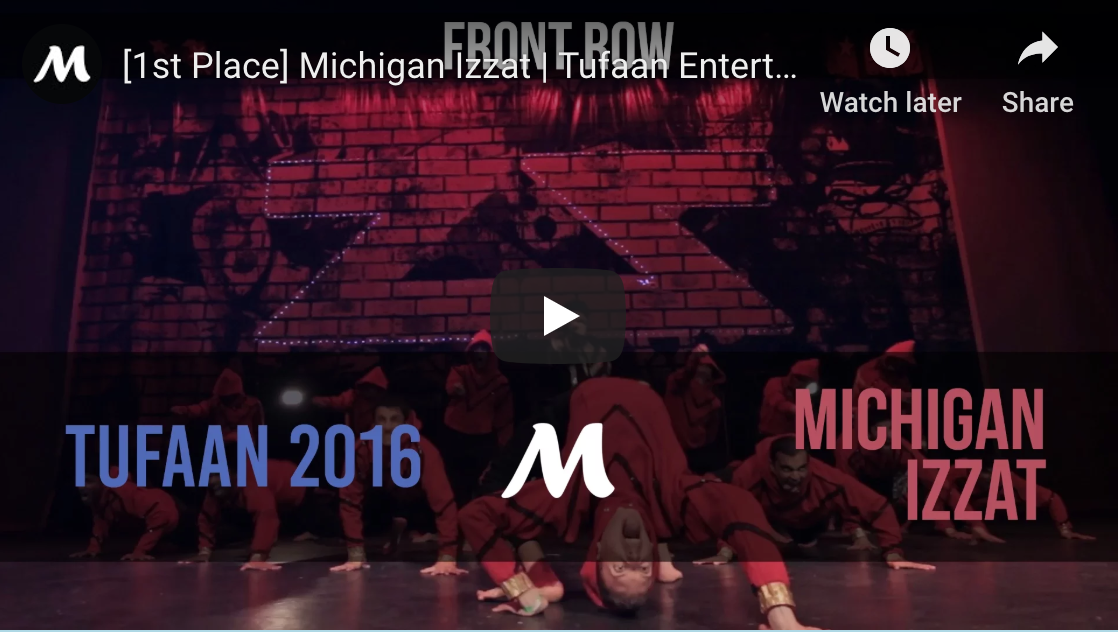 FRONT ROW
M
[1st Place] Michigan Izzat | Tufaan Entert...
Watch later
Share
TUFAAN 2016
M
MICHIGAN
IZZAT